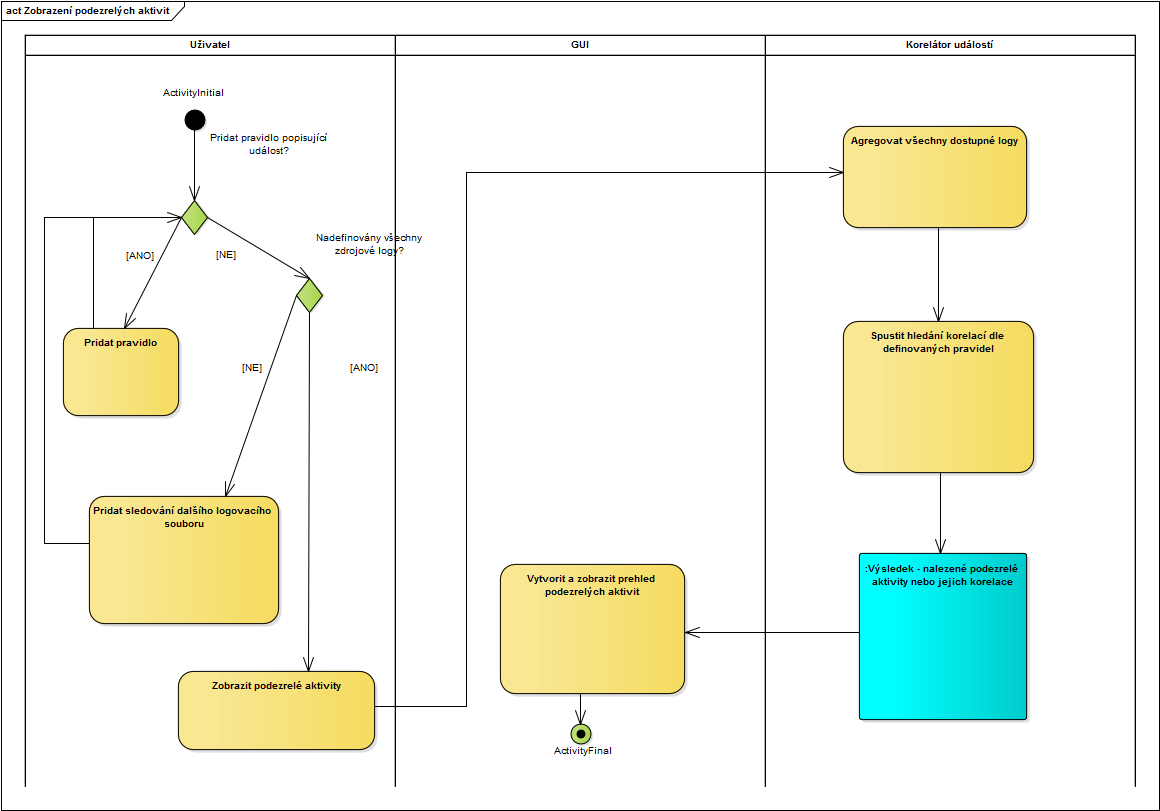 act Zobrazení podezrelých aktivit
Uživatel
GUI
Korelátor událostí
ActivityInitial
Pridat pravidlo popisující
událost?
Agregovat všechny dostupné logy
Nadefinovány všechny
zdrojové logy?
[ANO]
[NE]
Pridat pravidlo
Spustit hledání korelací dle
definovaných pravidel
[NE]
[ANO]
Pridat sledování dalšího logovacího
souboru
:Výsledek - nalezené podezrelé
aktivity nebo jejich korelace
Vytvorit a zobrazit prehled
podezrelých aktivit
Zobrazit podezrelé aktivity
ActivityFinal